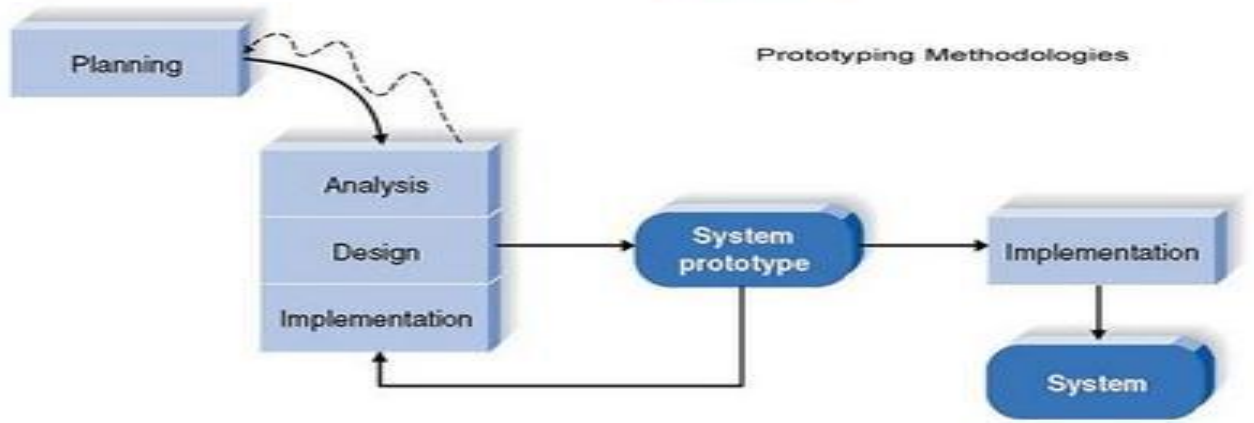 Planning
Prototyping Methodologies
Analysis
Design
Implementation
System
prototype
Implementation
System